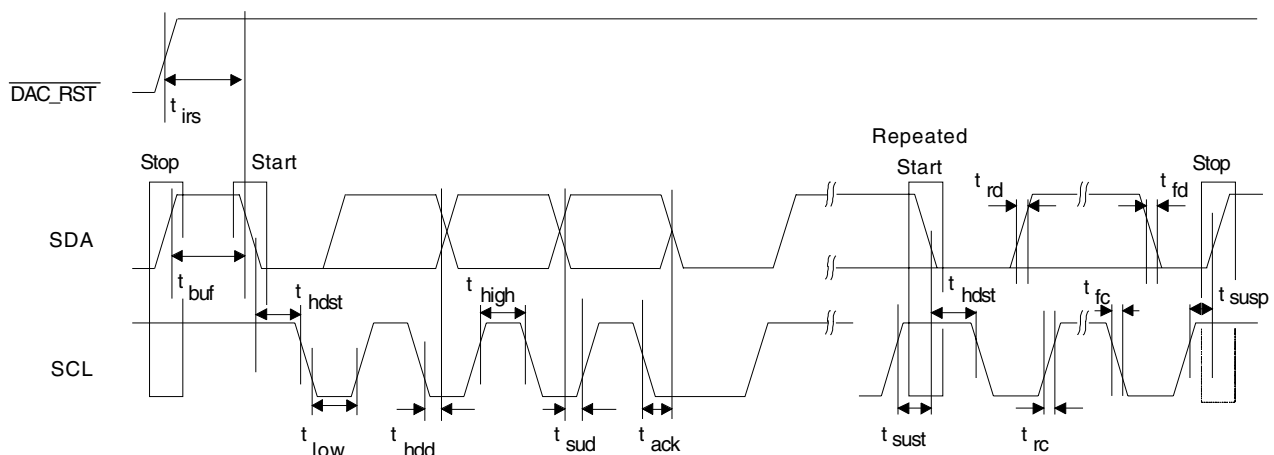 DAC_RST
t irs
Repeated
Stop
Start
Start
Stop
t rd
t fd
SDA
t buf
t hdst
t high
t hdst
t fc
t susp
SCL
t low
t hdd
t sud
t ack
t sust
t rc